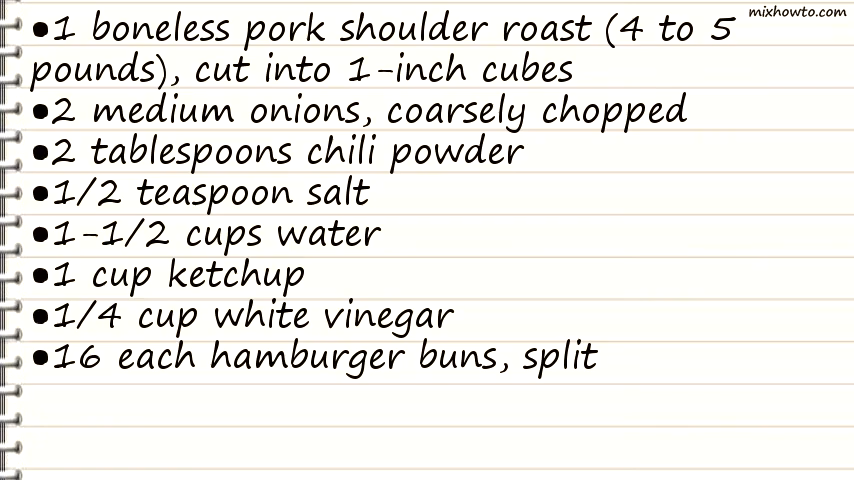 mixhowto.com
•1 boneless pork shoulder roast (4 to 5
pounds), cut into 1-inch cubes
•2 medium onions, coarsely chopped
•2 tablespoons chili powder
•1/2 teaspoon salt
•1-1/2 cups water
•1 cup ketchup
•1/4 cup white vinegar
•16 each hamburger buns, split